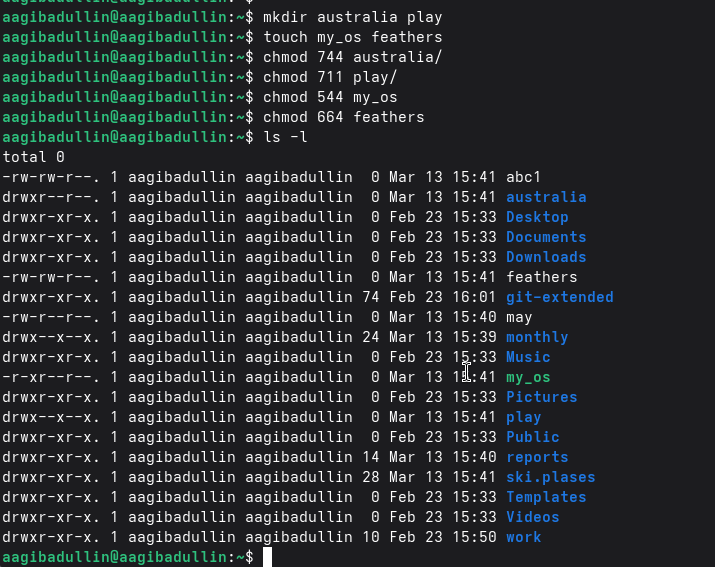 aagibadullin@aagibadullin:~$ mkdir australia play
aagibadullin@aagibadullin:~$ touch my_os feathers
aagibadullin@aagibadullin:~$ chmod 744 australia/
aagibadullin@aagibadullin:~$ chmod 711 play/
aagibadullin@aagibadullin:~$ chmod 544 my_os
aagibadullin@aagibadullin:~$ chmod 664 feathers
aagibadullin@aagibadullin:~$ ls -l
total 0
-rw-rw-r--. 1 aagibadullin aagibadullin  0 Mar 13 15:41 abc1
drwxr--r--. 1 aagibadullin aagibadullin  0 Mar 13 15:41 australia
drwxr-xr-x. 1 aagibadullin aagibadullin  0 Feb 23 15:33 Desktop
drwxr-xr-x. 1 aagibadullin aagibadullin  0 Feb 23 15:33 Documents
drwxr-xr-x. 1 aagibadullin aagibadullin  0 Feb 23 15:33 Downloads
-rw-rw-r--. 1 aagibadullin aagibadullin  0 Mar 13 15:41 feathers
drwxr-xr-x. 1 aagibadullin aagibadullin 74 Feb 23 16:01 git-extended
-rw-r--r--. 1 aagibadullin aagibadullin  0 Mar 13 15:40 may
drwx--x--x. 1 aagibadullin aagibadullin 24 Mar 13 15:39 monthly
drwxr-xr-x. 1 aagibadullin aagibadullin  0 Feb 23 15:33 Music
-r-xr--r--. 1 aagibadullin aagibadullin  0 Mar 13 15:41 my_os
drwxr-xr-x. 1 aagibadullin aagibadullin  0 Feb 23 15:33 Pictures
drwx--x--x. 1 aagibadullin aagibadullin  0 Mar 13 15:41 play
drwxr-xr-x. 1 aagibadullin aagibadullin  0 Feb 23 15:33 Public
drwxr-xr-x. 1 aagibadullin aagibadullin 14 Mar 13 15:40 reports
drwxr-xr-x. 1 aagibadullin aagibadullin 28 Mar 13 15:41 ski.plases
drwxr-xr-x. 1 aagibadullin aagibadullin  0 Feb 23 15:33 Templates
drwxr-xr-x. 1 aagibadullin aagibadullin  0 Feb 23 15:33 Videos
drwxr-xr-x. 1 aagibadullin aagibadullin 10 Feb 23 15:50 work
aagibadullin@aagibadullin:~$